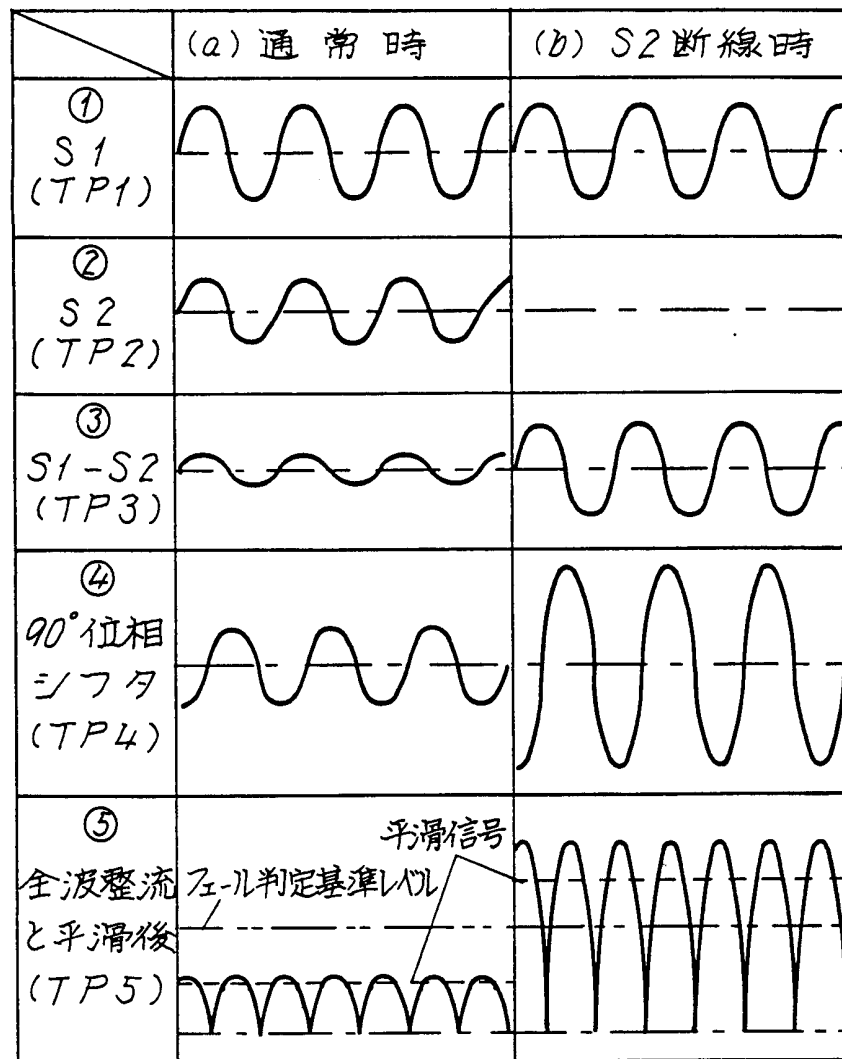 (a) 通常時
(b) S2断線時
①
S1
(TP1)
②
S2
(TP2)
③
S1-S2
(TP3)
④
90°位相
シフタ
(TP4)
⑤
全波整流
と平滑後
(TP5)
平滑信号
フェール判定基準レベル